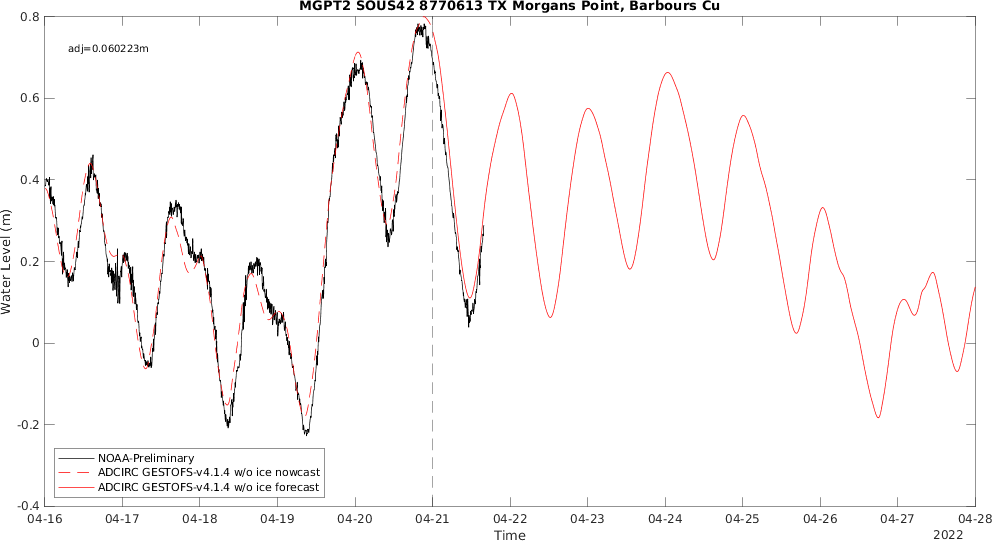 MGPT2 SOUS42 8770613 TX Morgans Point, Barbours Cu
adj=0.060223m
Water Level (m)
0.8
0.6
0.4
0.2
0
-0.2
-0.4
NOAA-Preliminary
ADCIRC GESTOFS-v4.1.4 w/o ice nowcast
ADCIRC GESTOFS-v4.1.4 w/o ice forecast
04-16 04-17 04-18 04-19 04-20 04-21 04-22 04-23 04-24 04-25 04-26 04-27 04-28
Time
2022